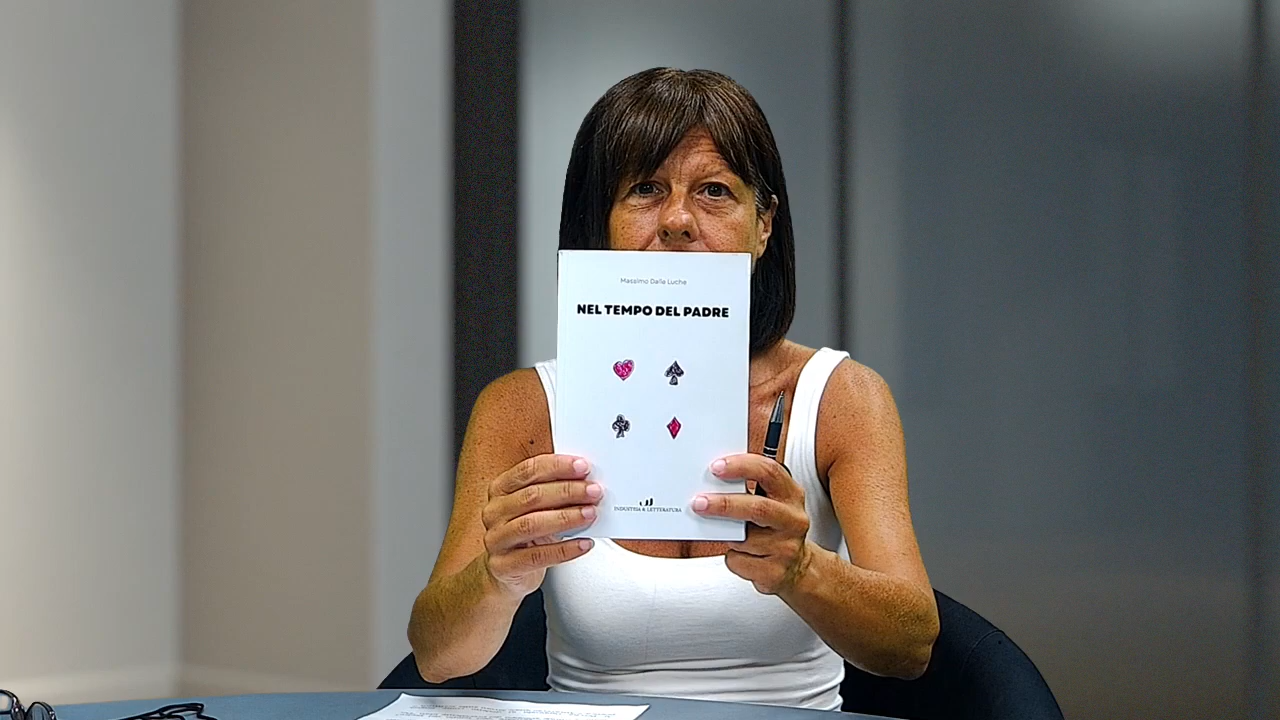 Massimo Dalle Luche
NEL TEMPO DEL PADRE
INDUSTRIA & LETTERATURA